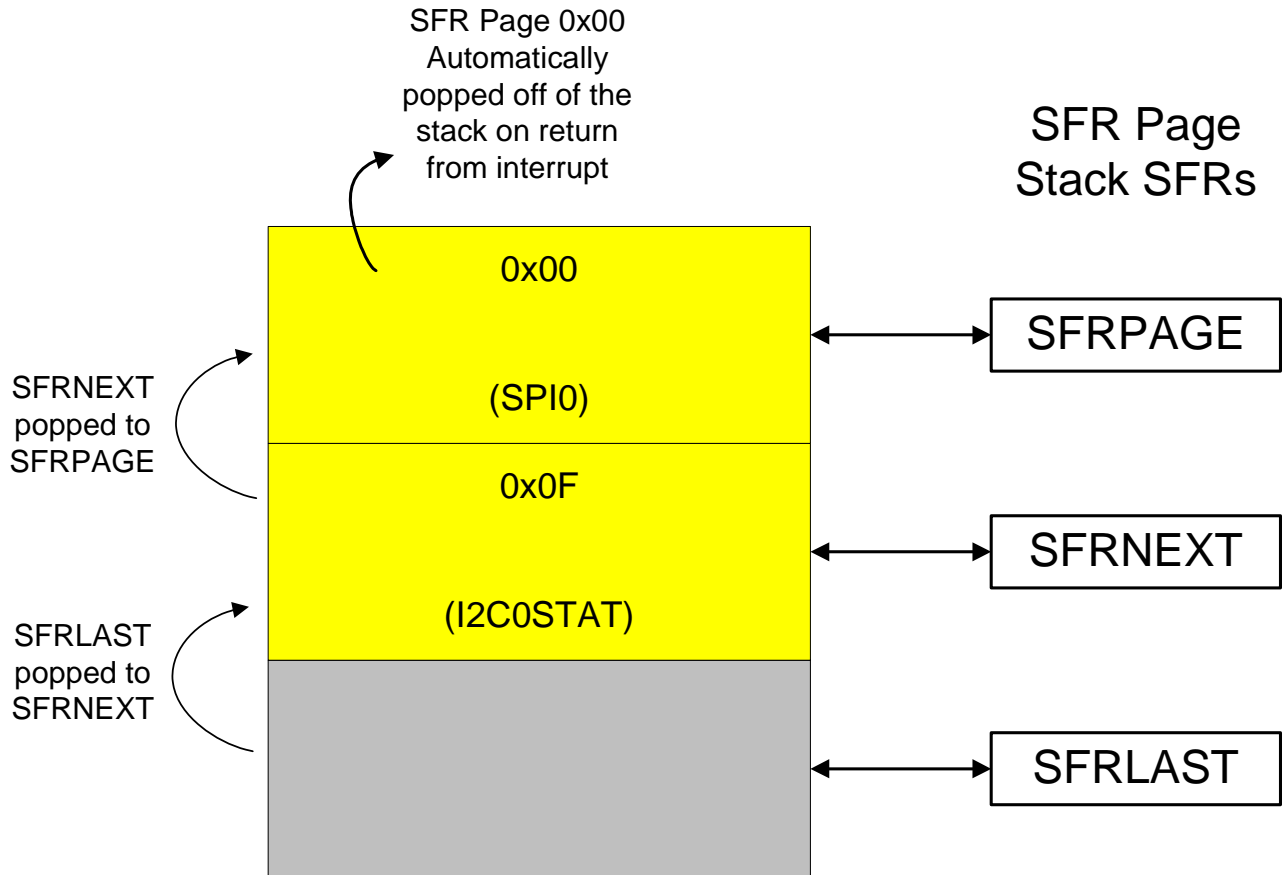 SFR Page 0x00
Automatically
popped off of the
stack on return
from interrupt
SFR Page
Stack SFRs
0x00
SFRPAGE
SFRNEXT
popped to
SFRPAGE
(SPI0)
0x0F
SFRNEXT
(I2C0STAT)
SFRLAST
popped to
SFRNEXT
SFRLAST